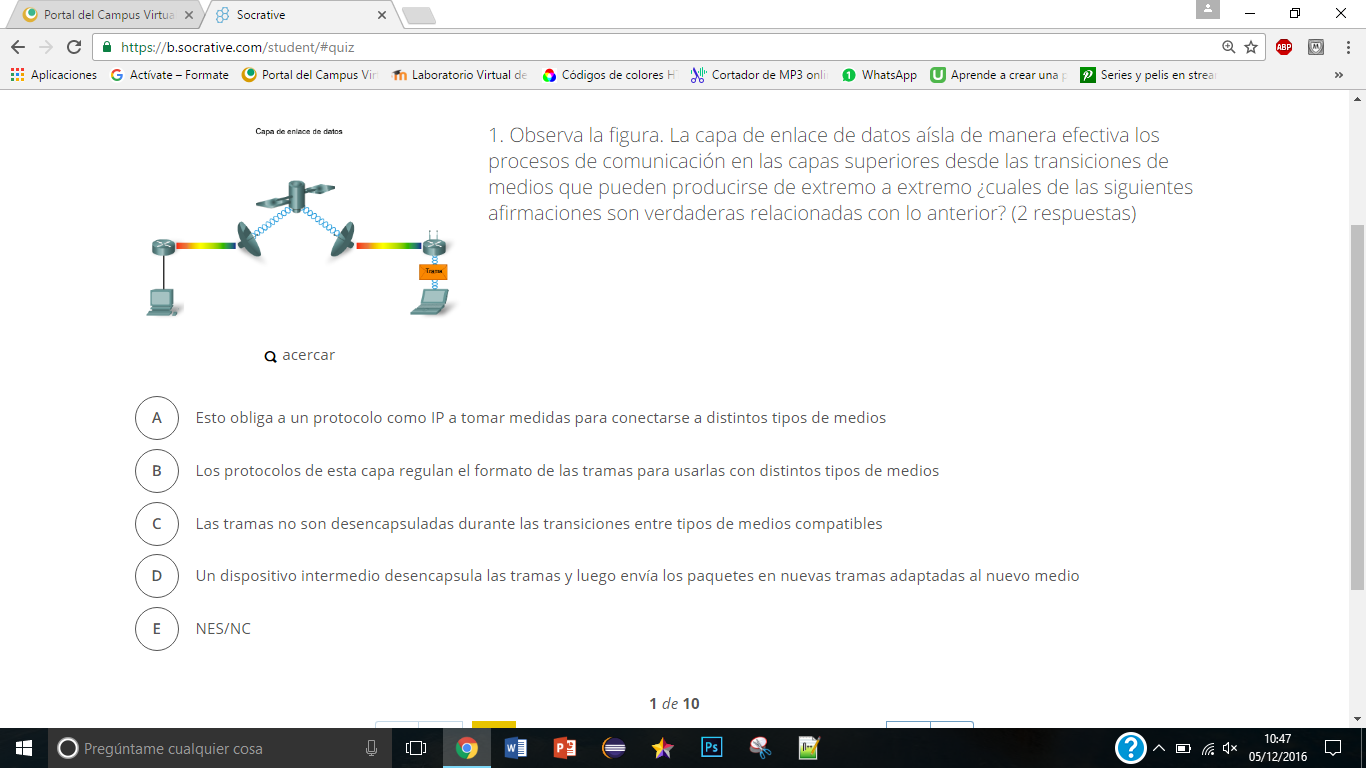 Portal del Campus Virtua
Socrative
https://b.socrative.com/student/#quiz
ABP
Aplicaciones
Actívate – Formate
Portal del Campus Vir
Laboratorio Virtual de
Códigos de colores H
Cortador de MP3 onli
WhatsApp
Aprende a crear una p
Series y pelis en strea
»
Capa de enlace de datos
Trama
acercar
1. Observa la figura. La capa de enlace de datos aísla de manera efectiva los
procesos de comunicación en las capas superiores desde las transiciones de
medios que pueden producirse de extremo a extremo ¿cuales de las siguientes
afirmaciones son verdaderas relacionadas con lo anterior? (2 respuestas)
A Esto obliga a un protocolo como IP a tomar medidas para conectarse a distintos tipos de medios
B Los protocolos de esta capa regulan el formato de las tramas para usarlas con distintos tipos de medios
C Las tramas no son desencapsuladas durante las transiciones entre tipos de medios compatibles
D Un dispositivo intermedio desencapsula las tramas y luego envía los paquetes en nuevas tramas adaptadas al nuevo medio
E NES/NC
1 de 10
Pregúntame cualquier cosa
10:47
05/12/2016